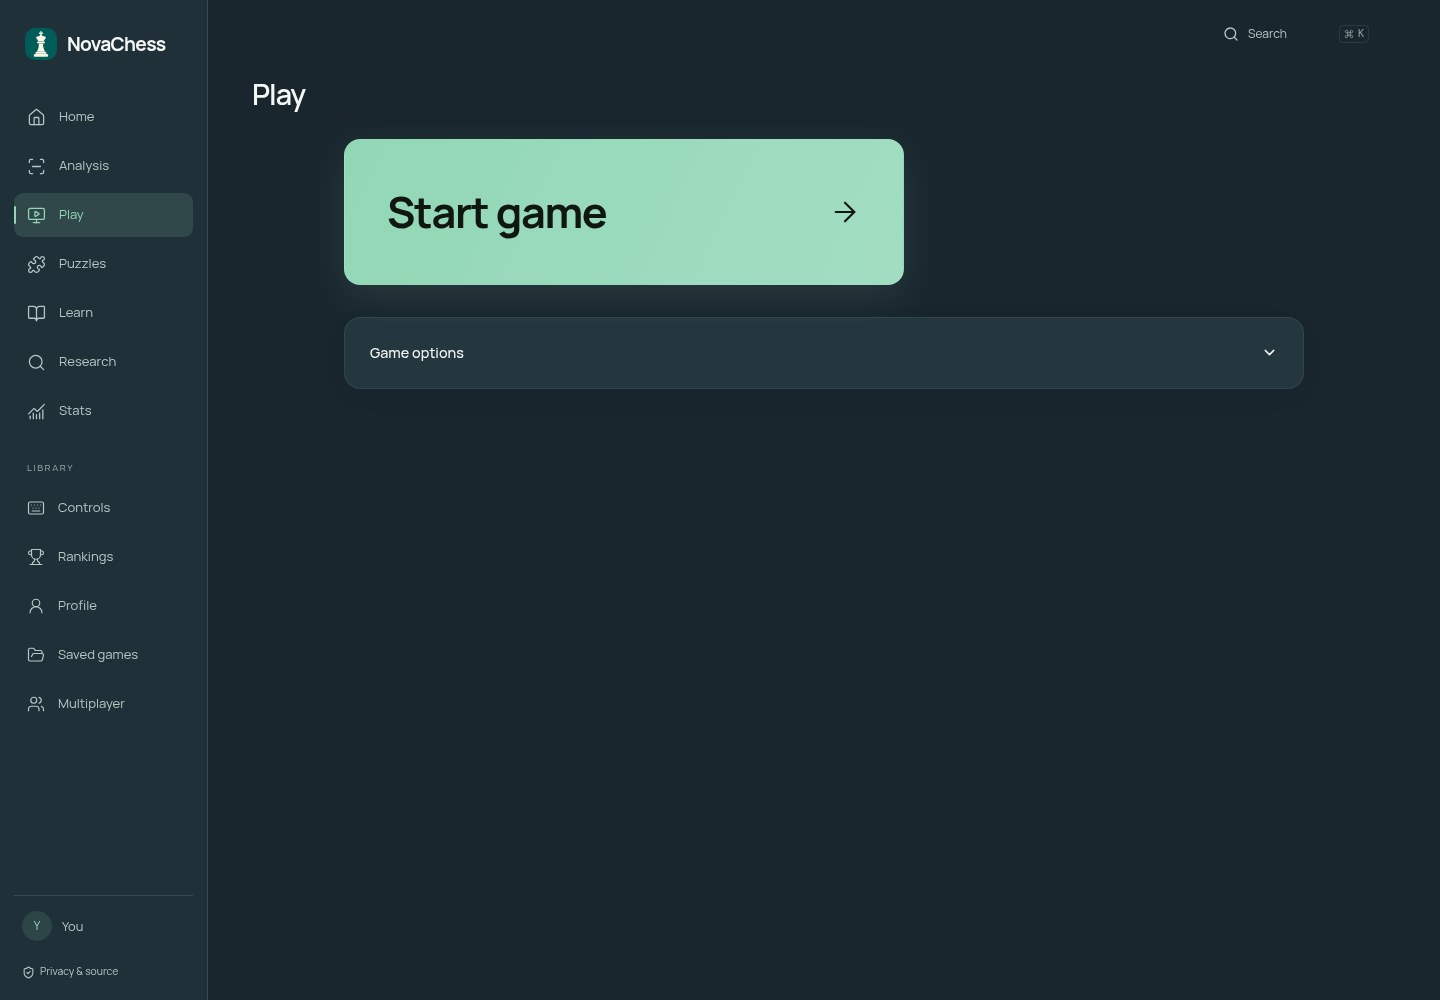 NovaChess
Home
Analysis
Play
Puzzles
Learn
Research
Stats
LIBRARY
Controls
Rankings
Profile
Saved games
Multiplayer
Y You
Privacy & source
Search ⌘ K
Play
Start game
Game options